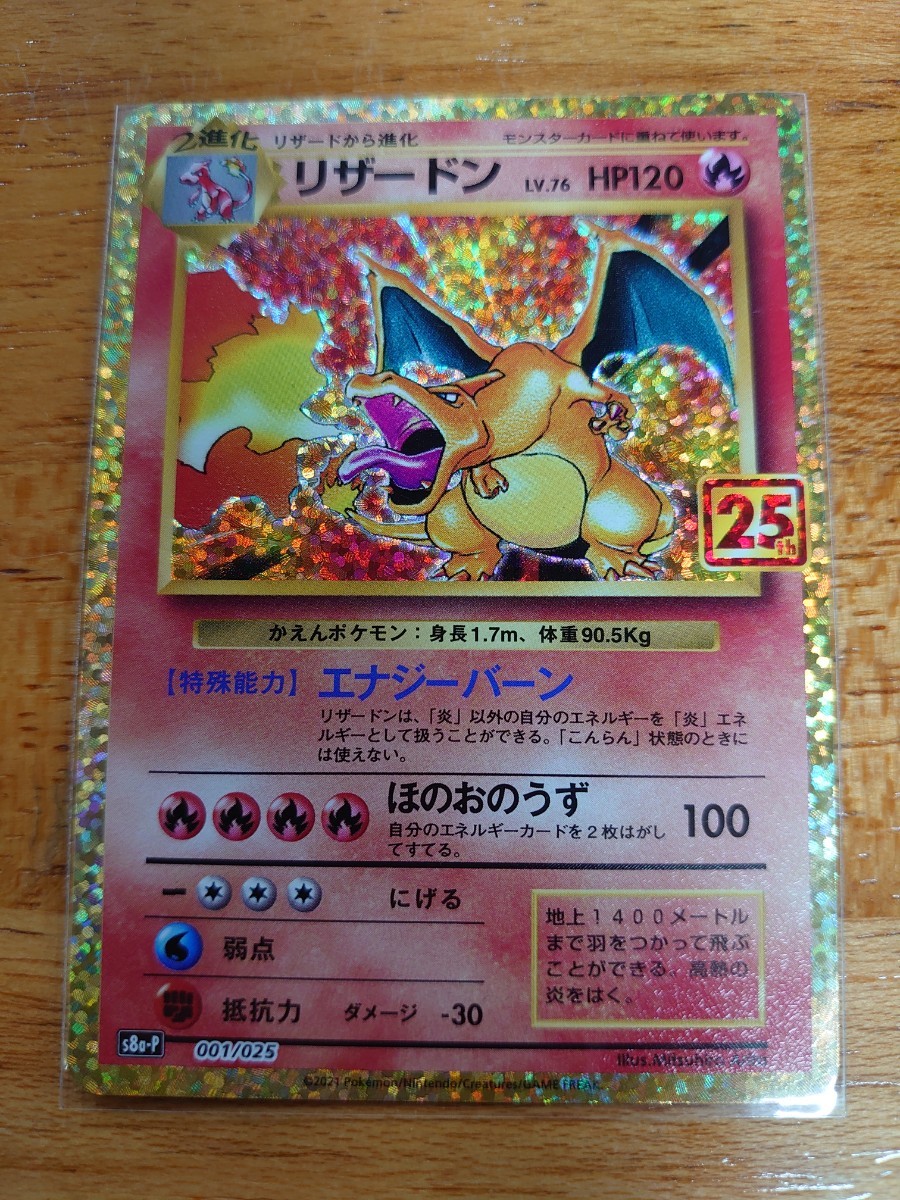 2進化 リザードから進化 モンスターカードに重ねて使います。
リザードン LV.76 HP120
25th
かえんポケモン：身長1.7m、体重90.5Kg
【特殊能力】 エナジーバーン
リザードンは、「炎」以外の自分のエネルギーを「炎」エネ
ルギーとして扱うことができる。「こんらん」状態のときに
は使えない。
ほのおのうず 100
自分のエネルギーカードを2枚はがし
てすてる。
ー にげる
弱点
抵抗力 ダメージ -30
地上1400メートル
まで羽をつかって飛ぶ
ことができる。高熱の
炎をはく。
s8a-P 001/025
Illus.Mitsuhiro
©2021 Pokémon/Nintendo/Creatures/GAME FREAK.